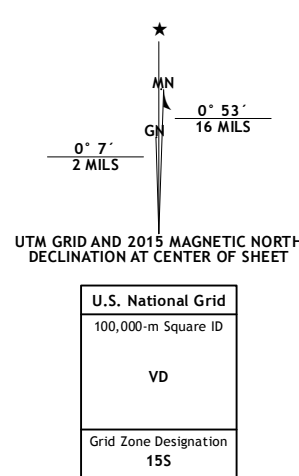 MN
0° 53´
16 MILS
GN
0° 7´
2 MILS
UTM GRID AND 2015 MAGNETIC NORTH
DECLINATION AT CENTER OF SHEET
U.S. National Grid
100,000-m Square ID
VD
Grid Zone Designation
15S